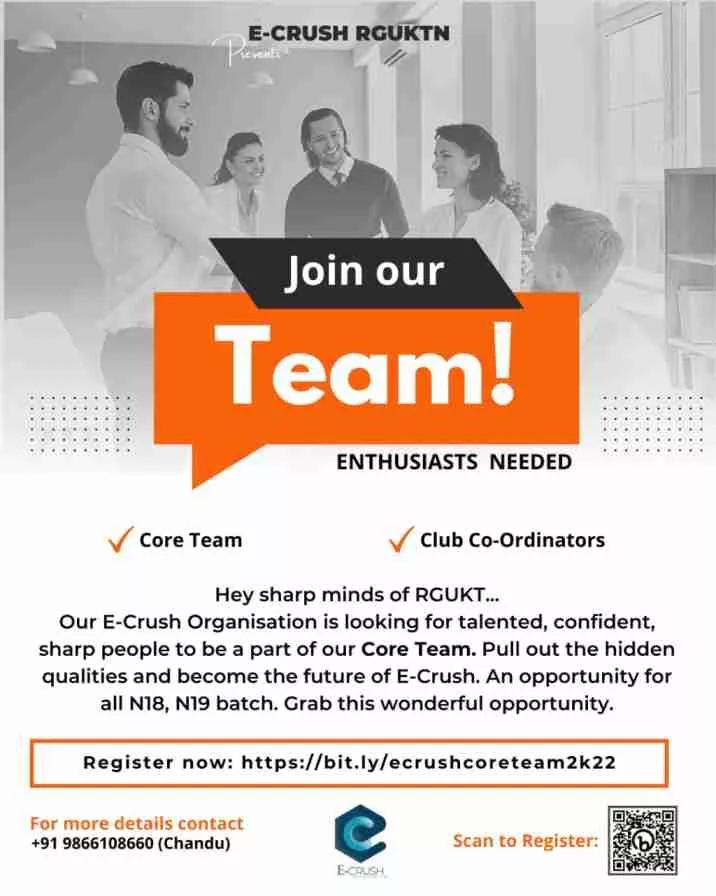 E-CRUSH RGUKTN
Presents
Join our
Team!
ENTHUSIASTS NEEDED
Core Team
Club Co-Ordinators
Hey sharp minds of RGUKT...
Our E-Crush Organisation is looking for talented, confident,
sharp people to be a part of our Core Team. Pull out the hidden
qualities and become the future of E-Crush. An opportunity for
all N18, N19 batch. Grab this wonderful opportunity.
Register now: https://bit.ly/ecrushcoreteam2k22
For more details contact
+91 9866108660 (Chandu)
E-CRUSH
Scan to Register: